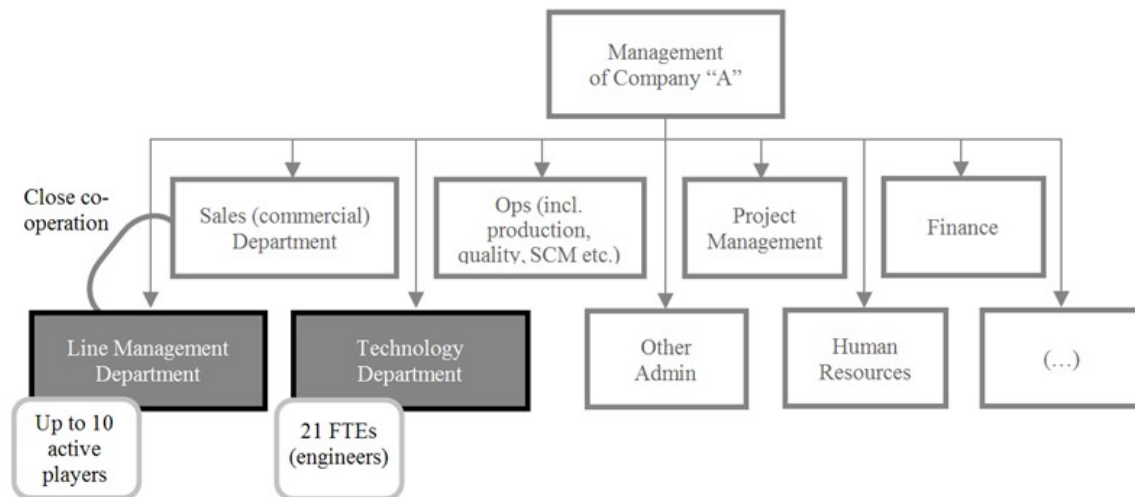 Management
of Company “A”
Close co-
operation
Sales (commercial)
Department
Ops (incl.
production,
quality, SCM etc.)
Project
Management
Finance
Line Management
Department
Technology
Department
Other
Admin
Human
Resources
(…)
Up to 10
active
players
21 FTEs
(engineers)